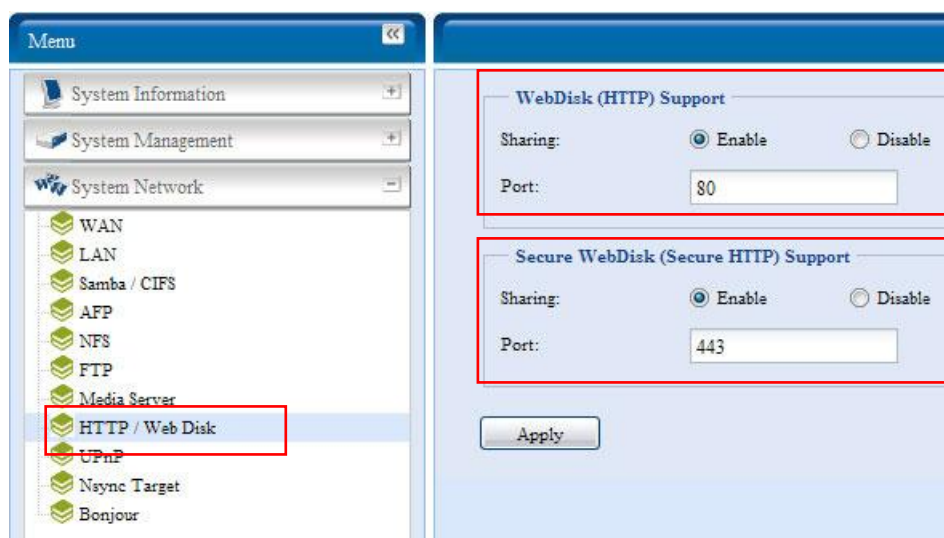 Menu
System Information
System Management
System Network
WAN
LAN
Samba / CIFS
AFP
NFS
FTP
Media Server
HTTP / Web Disk
UPnP
Nsync Target
Bonjour
WebDisk (HTTP) Support
Sharing: Enable Disable
Port: 80
Secure WebDisk (Secure HTTP) Support
Sharing: Enable Disable
Port: 443
Apply